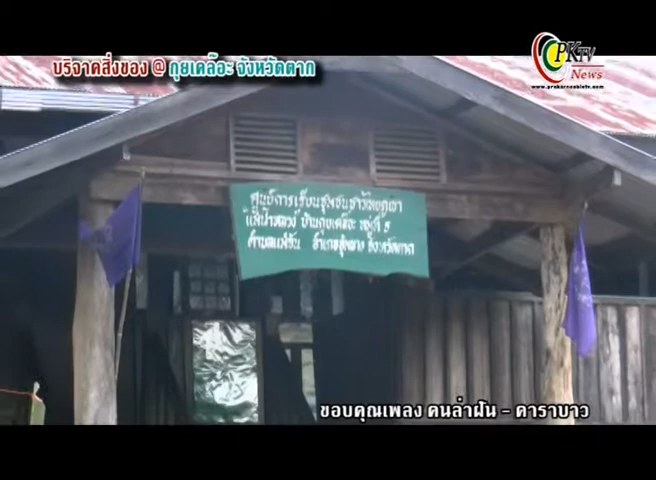 บริจาคสิ่งของ @ กุยเคล๊อะ จังหวัดตาก
PKTV
News
www.prakarnnkbletv.com
ศูนย์การเรียนชุมชนชาวไทยภูเขา
"แม่ฟ้าหลวง" บ้านกุยเคล๊อะ หมู่ที่ 5
ตำบลแม่จัน อำเภออุ้มผาง จังหวัดตาก
ขอบคุณเพลง คนล่าฝัน - คาราบาว